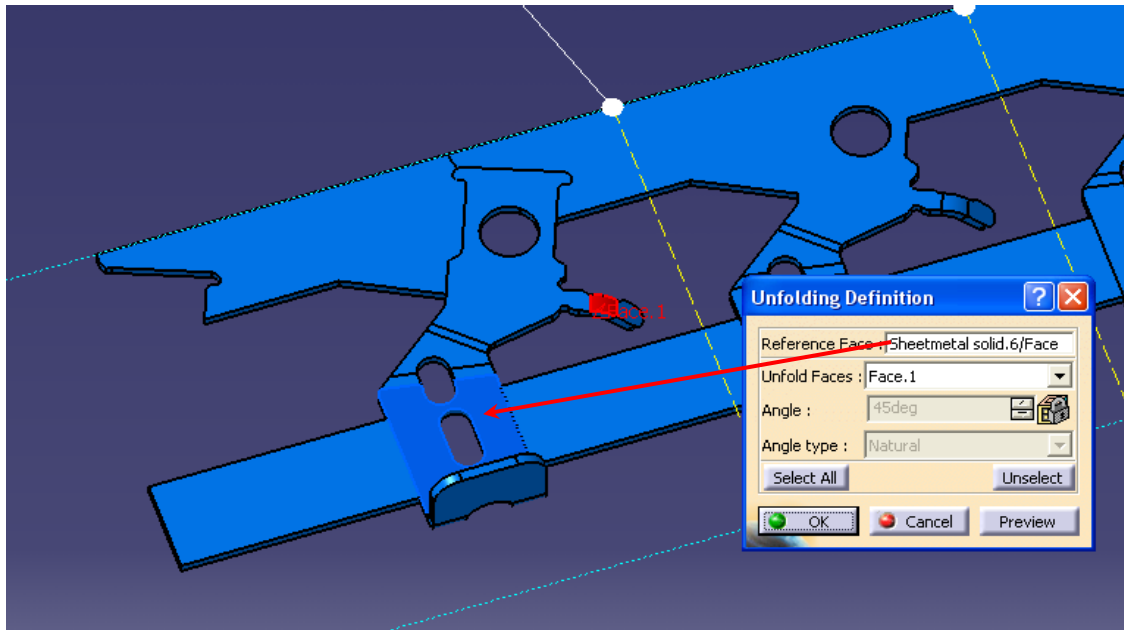 Face.1
Unfolding Definition
Reference Face : Sheetmetal solid.6/Face
Unfold Faces : Face.1
Angle : 45deg
Angle type : Natural
Select All Unselect
OK Cancel Preview